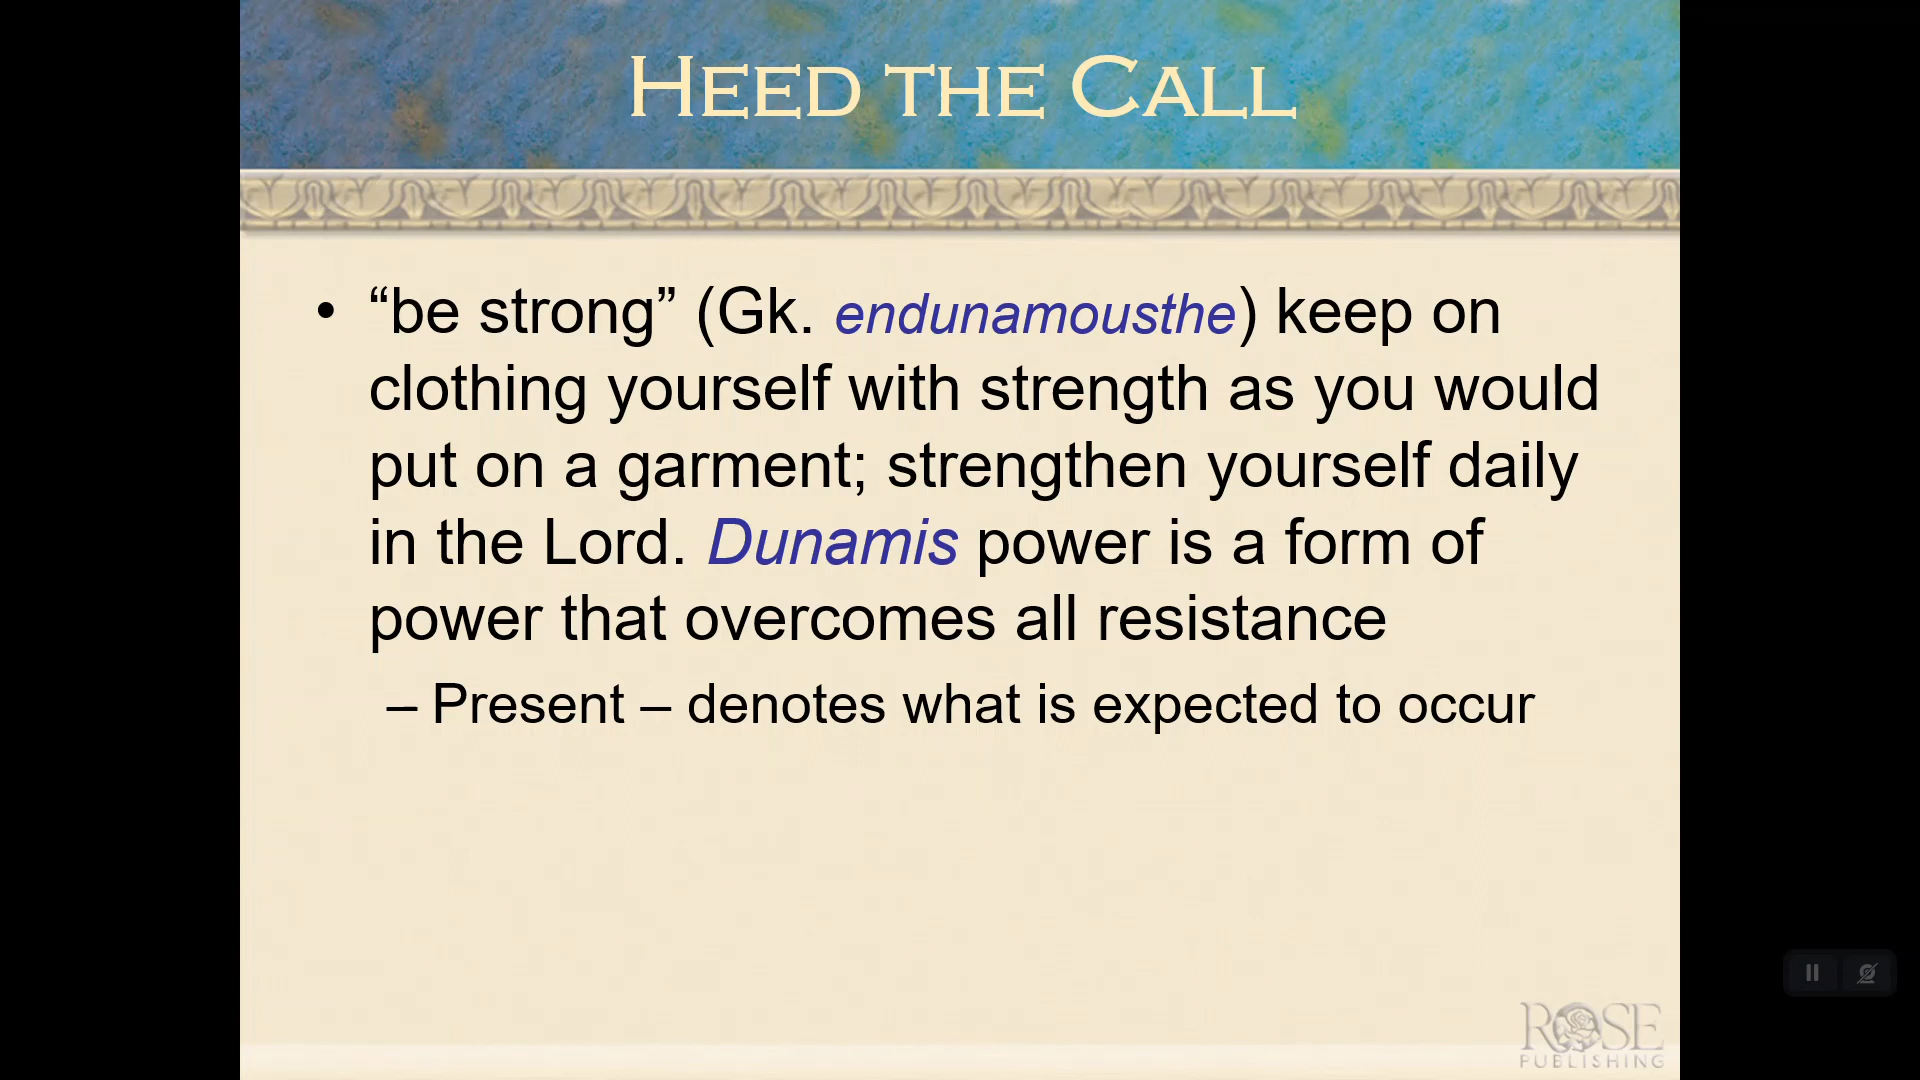 HEED THE CALL
• “be strong” (Gk. endunamousthe) keep on
clothing yourself with strength as you would
put on a garment; strengthen yourself daily
in the Lord. Dunamis power is a form of
power that overcomes all resistance
– Present – denotes what is expected to occur
ROSE
PUBLISHING